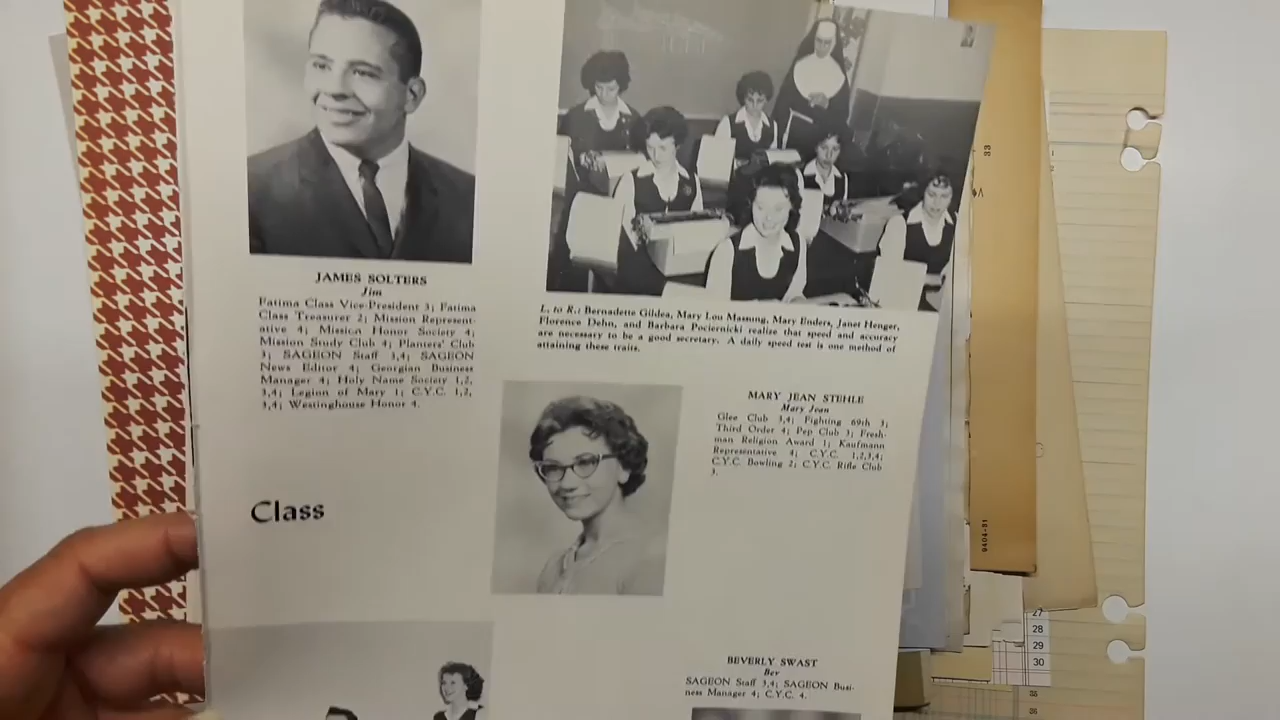 JAMES SOLTERS
Jim
Fatima Class Vice-President 3; Fatima
Class Treasurer 2; Mission Represent-
ative 4; Mission Honor Society 4;
Mission Study Club 4; Planters' Club
3; SAGEON Staff 3,4; SAGEON
News Editor 4; Georgian Business
Manager 4; Holy Name Society 1,2,
3,4; Legion of Mary 1; C.Y.C. 1,2,
3,4; Westinghouse Honor 4.
L. to R.: Bernadette Gildea, Mary Lou Massung, Mary Enders, Janet Henger,
Florence Dehn, and Barbara Pociernicki realize that speed and accuracy
are necessary to be a good secretary. A daily speed test is one method of
attaining these traits.
MARY JEAN STEHLE
Mary Jean
Glee Club 3,4; Fighting 69th 3;
Third Order 4; Pep Club 3; Fresh-
man Religion Award 1; Kaufmann
Representative 4; C.Y.C. 1,2,3,4;
C.Y.C. Bowling 2; C.Y.C. Rifle Club
3.
Class
BEVERLY SWAST
Bev
SAGEON Staff 3,4; SAGEON Busi-
ness Manager 4; C.Y.C. 4.
33
9404-31
27
28
29
30